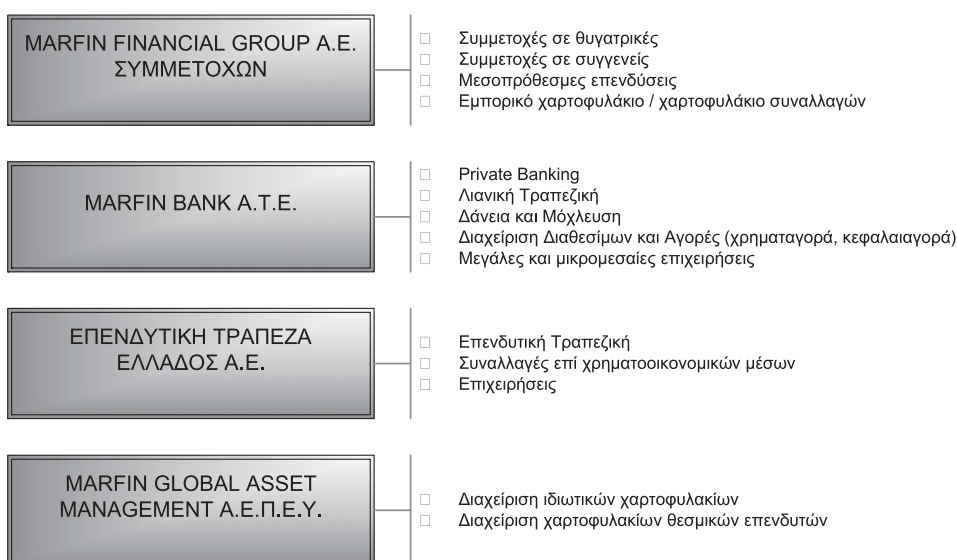 MARFIN FINANCIAL GROUP Α.Ε.
ΣΥΜΜΕΤΟΧΩΝ
Συμμετοχές σε θυγατρικές
Συμμετοχές σε συγγενείς
Μεσοπρόθεσμες επενδύσεις
Εμπορικό χαρτοφυλάκιο / χαρτοφυλάκιο συναλλαγών
MARFIN BANK Α.Τ.Ε.
Private Banking
Λιανική Τραπεζική
Δάνεια και Μόχλευση
Διαχείριση Διαθεσίμων και Αγορές (χρηματαγορά, κεφαλαιαγορά)
Μεγάλες και μικρομεσαίες επιχειρήσεις
ΕΠΕΝΔΥΤΙΚΗ ΤΡΑΠΕΖΑ
ΕΛΛΑΔΟΣ Α.Ε.
Επενδυτική Τραπεζική
Συναλλαγές επί χρηματοοικονομικών μέσων
Επιχειρήσεις
MARFIN GLOBAL ASSET
MANAGEMENT Α.Ε.Π.Ε.Υ.
Διαχείριση ιδιωτικών χαρτοφυλακίων
Διαχείριση χαρτοφυλακίων θεσμικών επενδυτών